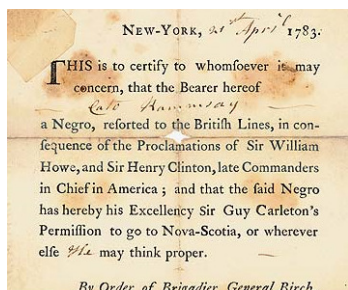 NEW-YORK, 21st April 1783.
THIS is to certify to whomſoever it may
concern, that the Bearer hereof
Cato Rammsay
a Negro, reſorted to the Britiſh Lines, in con-
ſequence of the Proclamations of Sir William
Howe, and Sir Henry Clinton, late Commanders
in Chief in America ; and that the ſaid Negro
has hereby his Excellency Sir Guy Carleton's
Permiſſion to go to Nova-Scotia, or wherever
elſe He may think proper.
By Order of Brigadier General Birch